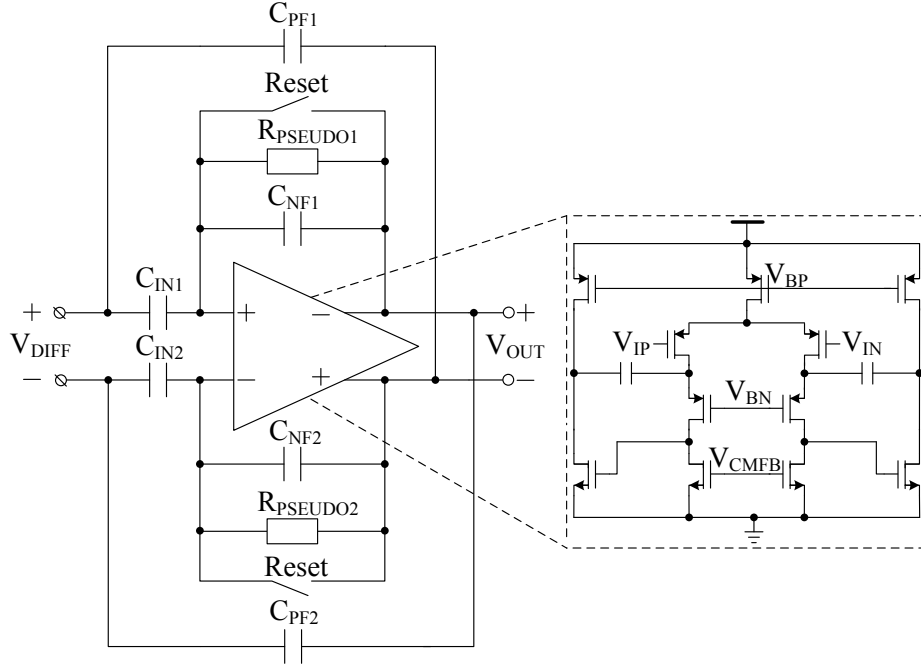 C_PF1
Reset
R_PSEUDO1
C_NF1
C_IN1
+
+
−
+
V_DIFF
C_IN2
V_OUT
−
−
+
−
C_NF2
R_PSEUDO2
Reset
C_PF2
V_BP
V_IP
V_IN
V_BN
V_CMFB